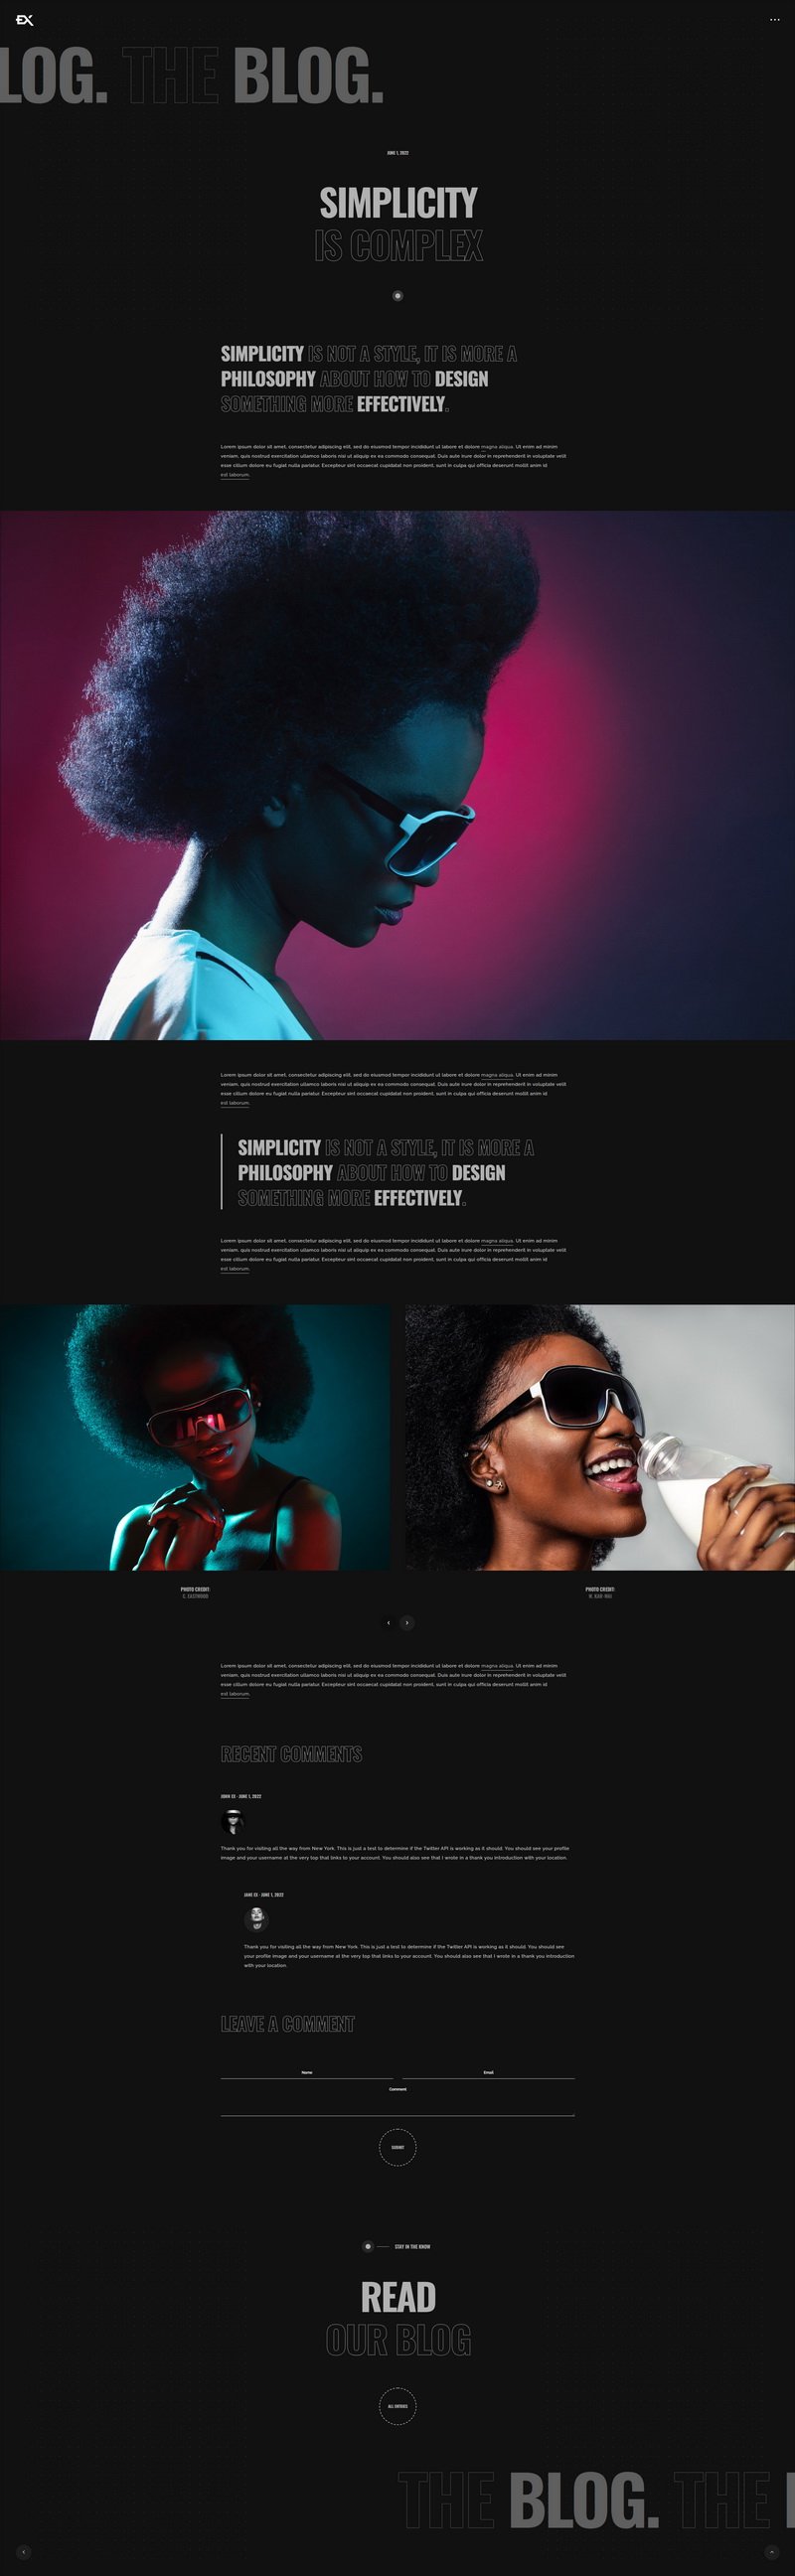 EX
LOG. THE BLOG.
JUNE 1, 2022
SIMPLICITY
IS COMPLEX
SIMPLICITY IS NOT A STYLE, IT IS MORE A
PHILOSOPHY ABOUT HOW TO DESIGN
SOMETHING MORE EFFECTIVELY.
Lorem ipsum dolor sit amet, consectetur adipiscing elit, sed do eiusmod tempor incididunt ut labore et dolore magna aliqua. Ut enim ad minim
veniam, quis nostrud exercitation ullamco laboris nisi ut aliquip ex ea commodo consequat. Duis aute irure dolor in reprehenderit in voluptate velit
esse cillum dolore eu fugiat nulla pariatur. Excepteur sint occaecat cupidatat non proident, sunt in culpa qui officia deserunt mollit anim id
est laborum.
Lorem ipsum dolor sit amet, consectetur adipiscing elit, sed do eiusmod tempor incididunt ut labore et dolore magna aliqua. Ut enim ad minim
veniam, quis nostrud exercitation ullamco laboris nisi ut aliquip ex ea commodo consequat. Duis aute irure dolor in reprehenderit in voluptate velit
esse cillum dolore eu fugiat nulla pariatur. Excepteur sint occaecat cupidatat non proident, sunt in culpa qui officia deserunt mollit anim id
est laborum.
SIMPLICITY IS NOT A STYLE, IT IS MORE A
PHILOSOPHY ABOUT HOW TO DESIGN
SOMETHING MORE EFFECTIVELY.
Lorem ipsum dolor sit amet, consectetur adipiscing elit, sed do eiusmod tempor incididunt ut labore et dolore magna aliqua. Ut enim ad minim
veniam, quis nostrud exercitation ullamco laboris nisi ut aliquip ex ea commodo consequat. Duis aute irure dolor in reprehenderit in voluptate velit
esse cillum dolore eu fugiat nulla pariatur. Excepteur sint occaecat cupidatat non proident, sunt in culpa qui officia deserunt mollit anim id
est laborum.
PHOTO CREDIT:
C. EASTWOOD
PHOTO CREDIT:
W. KAR WAI
Lorem ipsum dolor sit amet, consectetur adipiscing elit, sed do eiusmod tempor incididunt ut labore et dolore magna aliqua. Ut enim ad minim
veniam, quis nostrud exercitation ullamco laboris nisi ut aliquip ex ea commodo consequat. Duis aute irure dolor in reprehenderit in voluptate velit
esse cillum dolore eu fugiat nulla pariatur. Excepteur sint occaecat cupidatat non proident, sunt in culpa qui officia deserunt mollit anim id
est laborum.
RECENT COMMENTS
JOHN EX - JUNE 1, 2022
Thank you for visiting all the way from New York. This is just a test to determine if the Twitter API is working as it should. You should see your profile
image and your username at the very top that links to your account. You should also see that I wrote in a thank you introduction with your location.
JANE EX - JUNE 1, 2022
Thank you for visiting all the way from New York. This is just a test to determine if the Twitter API is working as it should. You should see
your profile image and your username at the very top that links to your account. You should also see that I wrote in a thank you introduction
with your location.
LEAVE A COMMENT
Name
Email
Comment
SUBMIT
STAY IN THE KNOW
READ
OUR BLOG
ALL ENTRIES
THE BLOG. THE